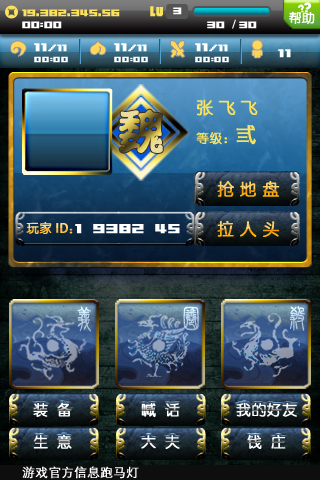 19.382.345.56 LV 3 ?? 帮助
00:00 30 / 30
11/11 11/11 11/11 11
00:00 00:00 00:00
魏
张飞飞
等级：贰
抢地盘
玩家 ID: 1 9382 45 拉人头
義
装备 喊话 我的好友
生意 大夫 钱庄
游戏官方信息跑马灯